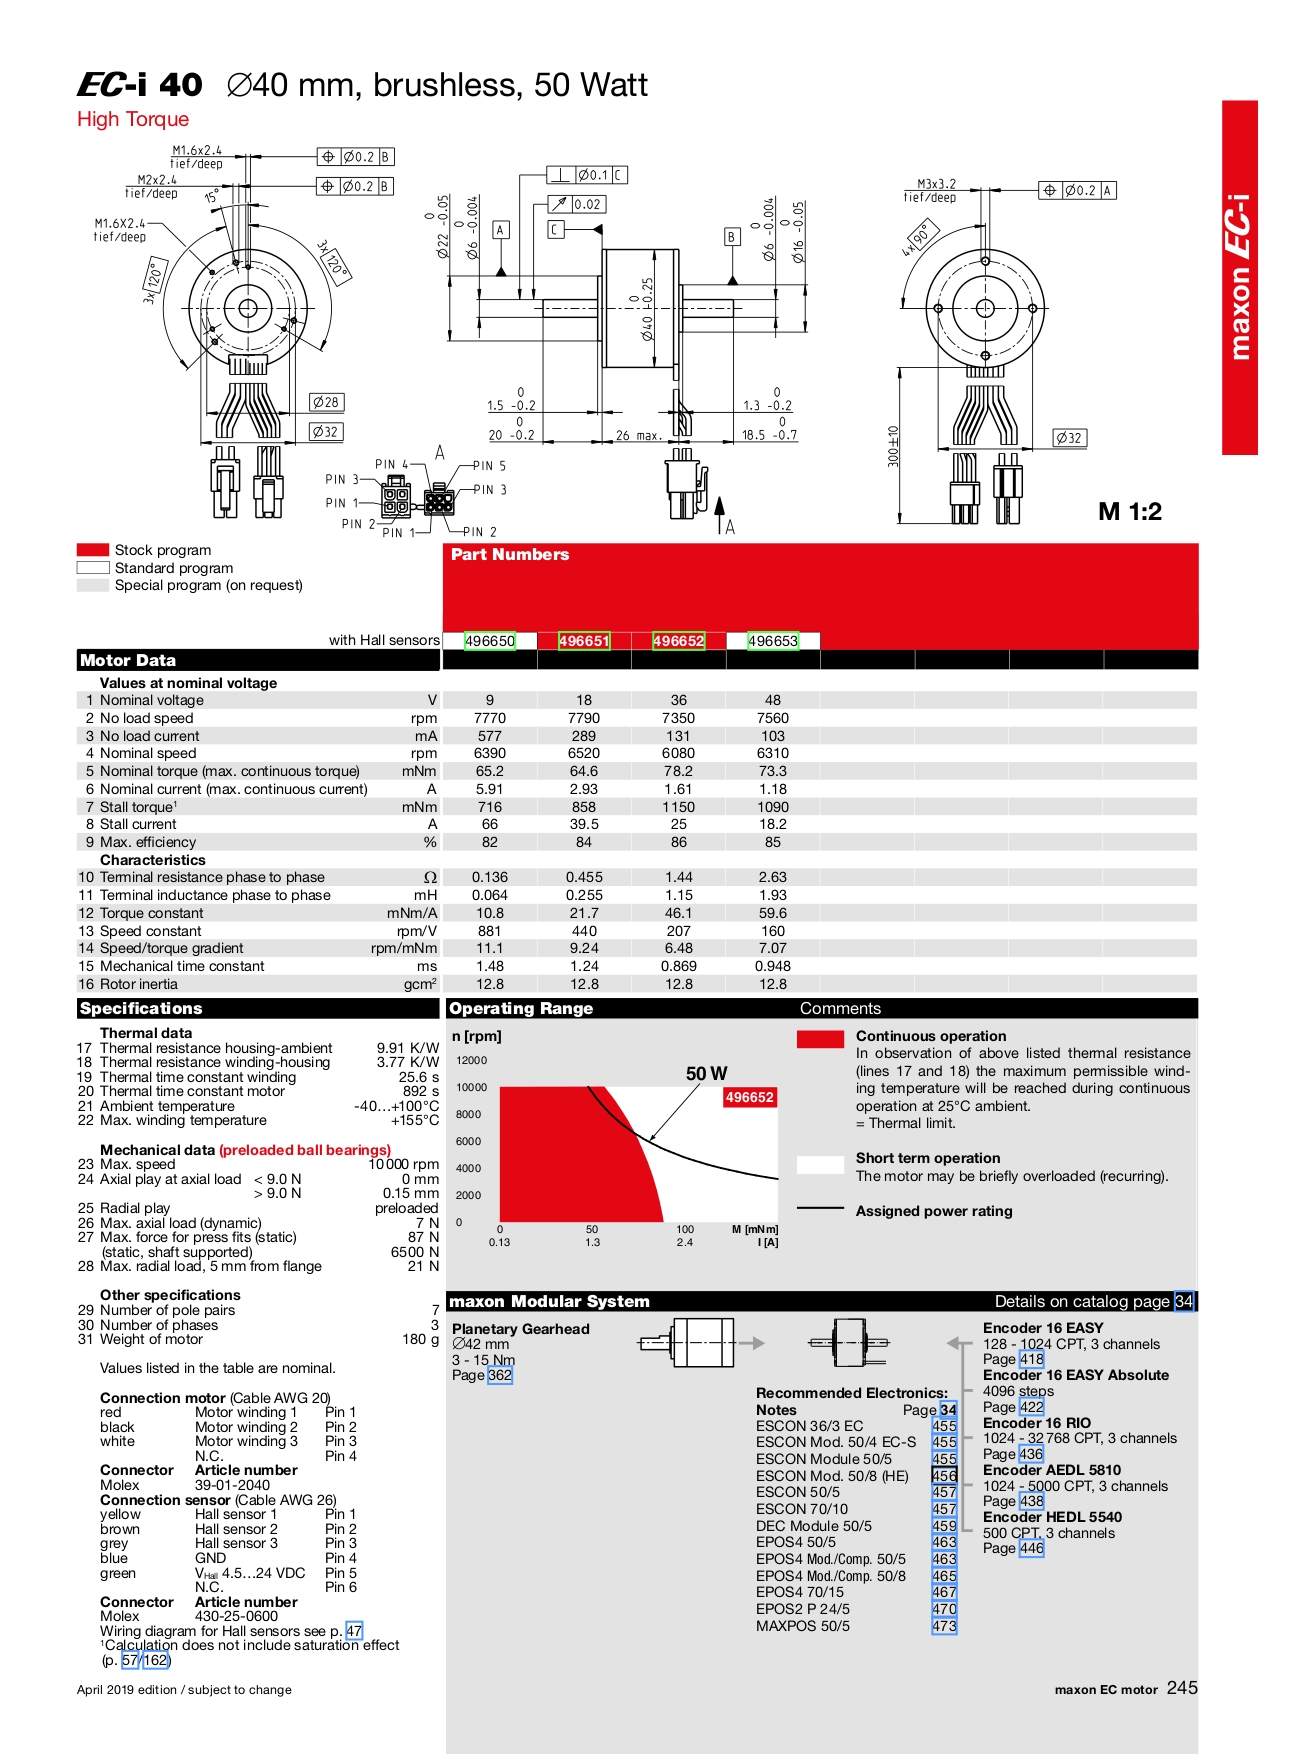 EC-i 40 ∅40 mm, brushless, 50 Watt
High Torque
maxon EC-i
M1.6x2.4
tief/deep
∅0.2 B
M2x2.4
tief/deep
∅0.2 B
15°
M1.6X2.4
tief/deep
3x 120°
3x 120°
∅28
∅32
∅22 0 -0.05
∅6 0 -0.004
A
∅0.1 C
0.02
C
B
∅40 0 -0.25
∅6 0 -0.004
∅16 0 -0.05
0
1.5 -0.2
0
20 -0.2
26 max.
0
1.3 -0.2
0
18.5 -0.7
M3x3.2
tief/deep
∅0.2 A
4x 90°
300±10
∅32
A
PIN 4
PIN 5
PIN 3
PIN 3
PIN 1
PIN 2
PIN 1
PIN 2
A
M 1:2
Stock program
Standard program
Special program (on request)
Part Numbers
with Hall sensors 496650 496651 496652 496653
Motor Data
Values at nominal voltage
1 Nominal voltage V 9 18 36 48
2 No load speed rpm 7770 7790 7350 7560
3 No load current mA 577 289 131 103
4 Nominal speed rpm 6390 6520 6080 6310
5 Nominal torque (max. continuous torque) mNm 65.2 64.6 78.2 73.3
6 Nominal current (max. continuous current) A 5.91 2.93 1.61 1.18
7 Stall torque¹ mNm 716 858 1150 1090
8 Stall current A 66 39.5 25 18.2
9 Max. efficiency % 82 84 86 85
Characteristics
10 Terminal resistance phase to phase Ω 0.136 0.455 1.44 2.63
11 Terminal inductance phase to phase mH 0.064 0.255 1.15 1.93
12 Torque constant mNm/A 10.8 21.7 46.1 59.6
13 Speed constant rpm/V 881 440 207 160
14 Speed/torque gradient rpm/mNm 11.1 9.24 6.48 7.07
15 Mechanical time constant ms 1.48 1.24 0.869 0.948
16 Rotor inertia gcm² 12.8 12.8 12.8 12.8
Specifications
Thermal data
17 Thermal resistance housing-ambient 9.91 K/W
18 Thermal resistance winding-housing 3.77 K/W
19 Thermal time constant winding 25.6 s
20 Thermal time constant motor 892 s
21 Ambient temperature -40…+100°C
22 Max. winding temperature +155°C
Mechanical data (preloaded ball bearings)
23 Max. speed 10 000 rpm
24 Axial play at axial load < 9.0 N 0 mm
> 9.0 N 0.15 mm
25 Radial play preloaded
26 Max. axial load (dynamic) 7 N
27 Max. force for press fits (static) 87 N
(static, shaft supported) 6500 N
28 Max. radial load, 5 mm from flange 21 N
Other specifications
29 Number of pole pairs 7
30 Number of phases 3
31 Weight of motor 180 g
Values listed in the table are nominal.
Connection motor (Cable AWG 20)
red Motor winding 1 Pin 1
black Motor winding 2 Pin 2
white Motor winding 3 Pin 3
N.C. Pin 4
Connector Article number
Molex 39-01-2040
Connection sensor (Cable AWG 26)
yellow Hall sensor 1 Pin 1
brown Hall sensor 2 Pin 2
grey Hall sensor 3 Pin 3
blue GND Pin 4
green VHall 4.5…24 VDC Pin 5
N.C. Pin 6
Connector Article number
Molex 430-25-0600
Wiring diagram for Hall sensors see p. 47
¹Calculation does not include saturation effect
(p. 57/162)
Operating Range
n [rpm]
12000
10000
8000
6000
4000
2000
0
50 W
496652
0 50 100 M [mNm]
0.13 1.3 2.4 I [A]
Comments
Continuous operation
In observation of above listed thermal resistance
(lines 17 and 18) the maximum permissible wind-
ing temperature will be reached during continuous
operation at 25°C ambient.
= Thermal limit.
Short term operation
The motor may be briefly overloaded (recurring).
Assigned power rating
maxon Modular System Details on catalog page 34
Planetary Gearhead
∅42 mm
3 - 15 Nm
Page 362
Recommended Electronics:
Notes Page 34
ESCON 36/3 EC 455
ESCON Mod. 50/4 EC-S 455
ESCON Module 50/5 455
ESCON Mod. 50/8 (HE) 456
ESCON 50/5 457
ESCON 70/10 457
DEC Module 50/5 459
EPOS4 50/5 463
EPOS4 Mod./Comp. 50/5 463
EPOS4 Mod./Comp. 50/8 465
EPOS4 70/15 467
EPOS2 P 24/5 470
MAXPOS 50/5 473
Encoder 16 EASY
128 - 1024 CPT, 3 channels
Page 418
Encoder 16 EASY Absolute
4096 steps
Page 422
Encoder 16 RIO
1024 - 32 768 CPT, 3 channels
Page 436
Encoder AEDL 5810
1024 - 5000 CPT, 3 channels
Page 438
Encoder HEDL 5540
500 CPT, 3 channels
Page 446
April 2019 edition / subject to change
maxon EC motor 245